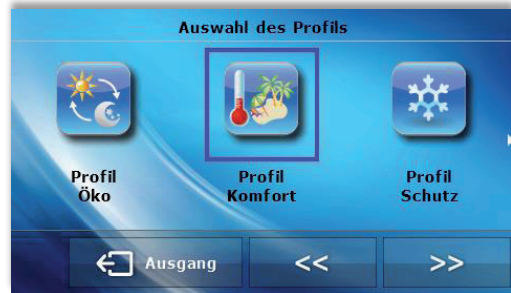 Auswahl des Profils
Profil
Öko
Profil
Komfort
Profil
Schutz
Ausgang
<<
>>